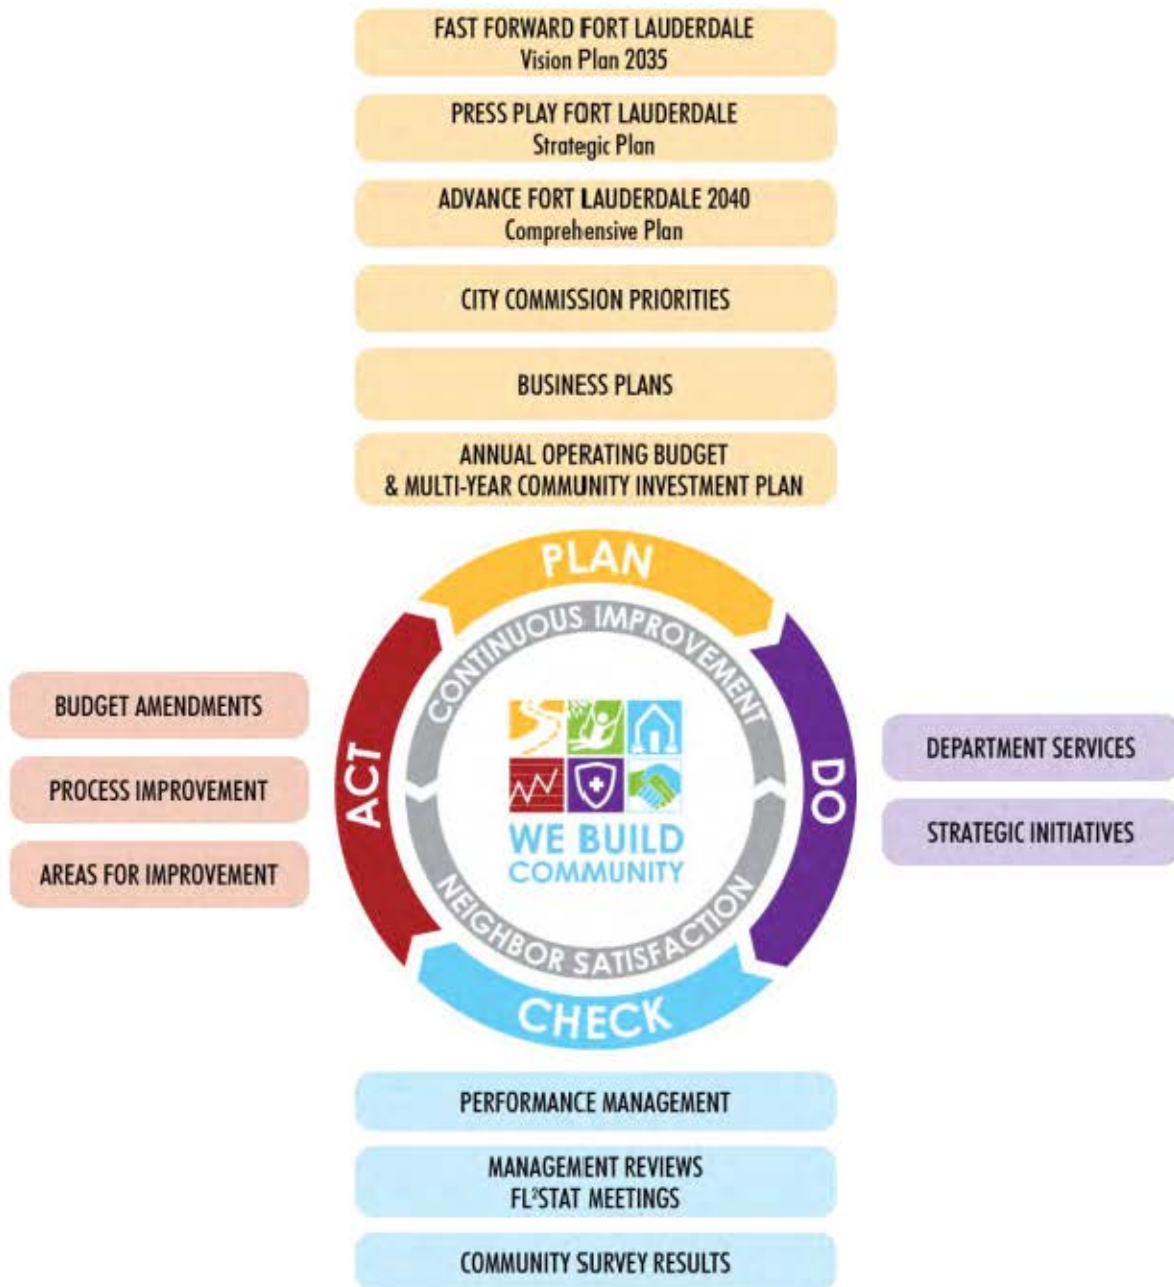 FAST FORWARD FORT LAUDERDALE
Vision Plan 2035
PRESS PLAY FORT LAUDERDALE
Strategic Plan
ADVANCE FORT LAUDERDALE 2040
Comprehensive Plan
CITY COMMISSION PRIORITIES
BUSINESS PLANS
ANNUAL OPERATING BUDGET
& MULTI-YEAR COMMUNITY INVESTMENT PLAN
PLAN
CONTINUOUS IMPROVEMENT
BUDGET AMENDMENTS
PROCESS IMPROVEMENT
AREAS FOR IMPROVEMENT
ACT
WE BUILD
COMMUNITY
DO
DEPARTMENT SERVICES
STRATEGIC INITIATIVES
NEIGHBOR SATISFACTION
CHECK
PERFORMANCE MANAGEMENT
MANAGEMENT REVIEWS
FL²STAT MEETINGS
COMMUNITY SURVEY RESULTS